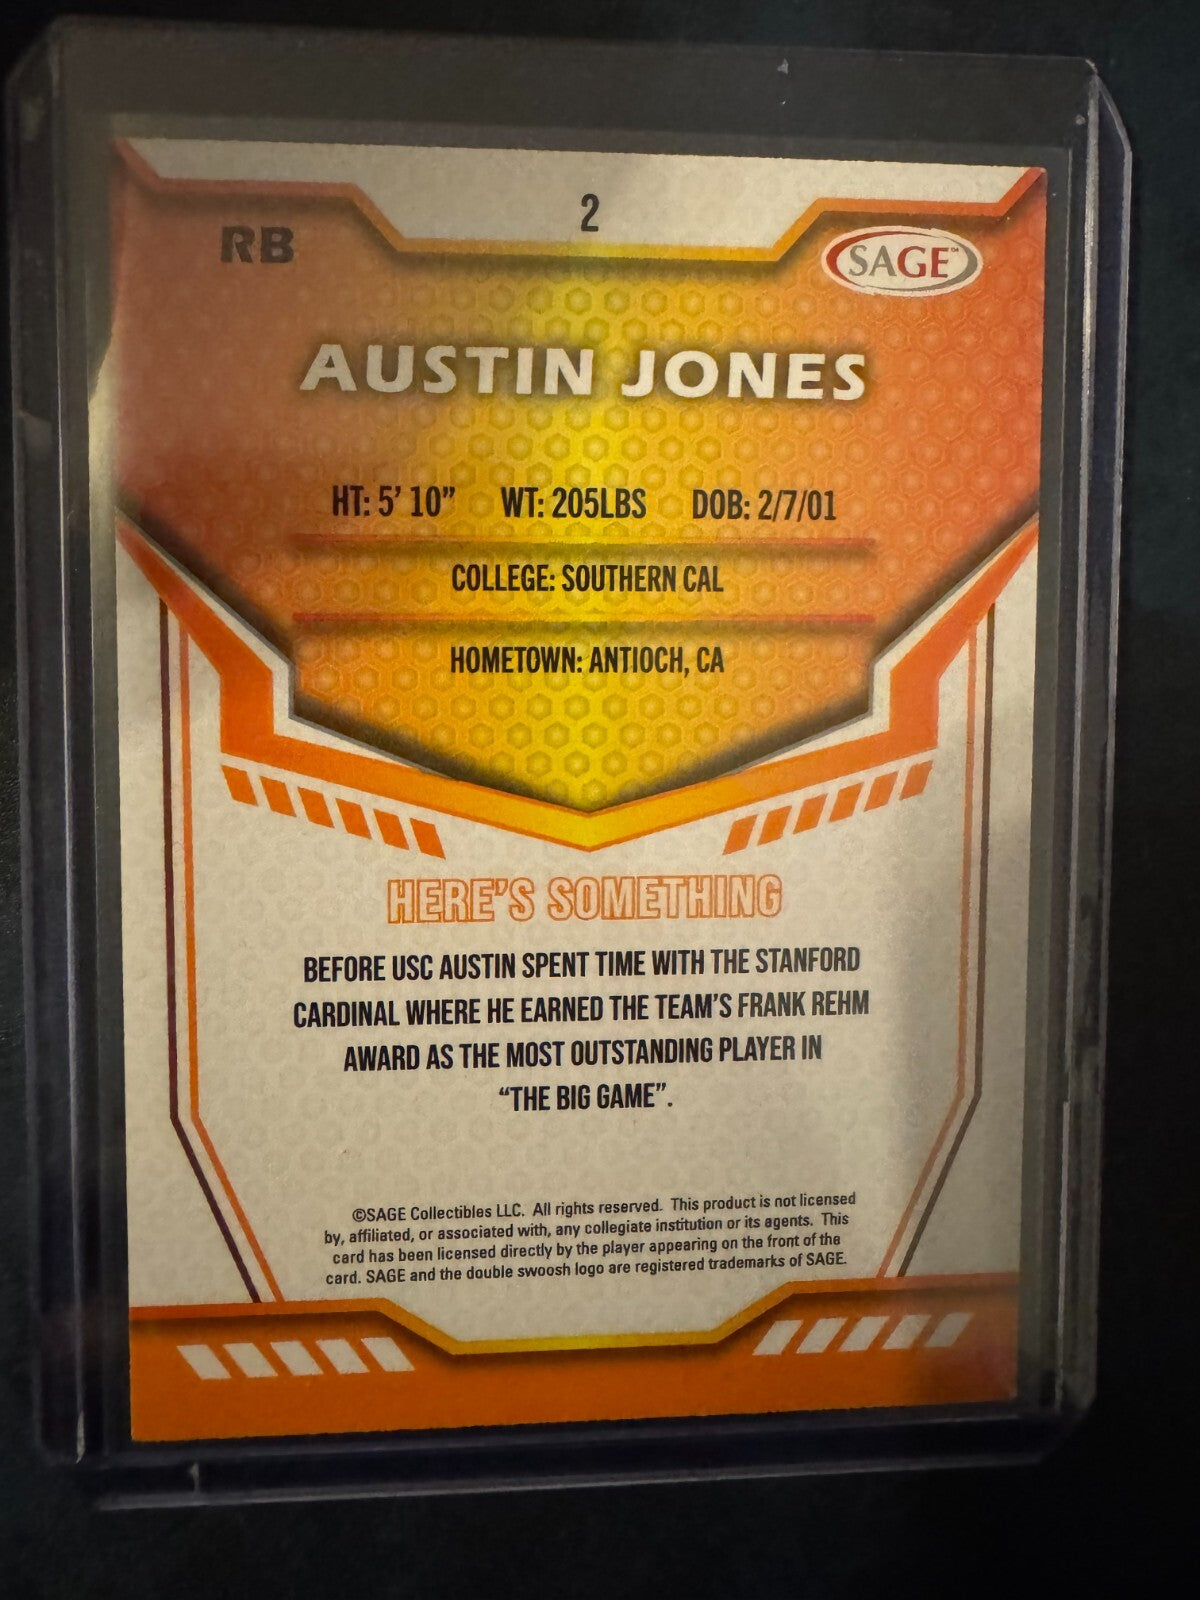 2
RB
SAGE™
AUSTIN JONES
HT: 5' 10" WT: 205LBS DOB: 2/7/01
COLLEGE: SOUTHERN CAL
HOMETOWN: ANTIOCH, CA
HERE'S SOMETHING
BEFORE USC AUSTIN SPENT TIME WITH THE STANFORD
CARDINAL WHERE HE EARNED THE TEAM'S FRANK REHM
AWARD AS THE MOST OUTSTANDING PLAYER IN
“THE BIG GAME”.
©SAGE Collectibles LLC. All rights reserved. This product is not licensed
by, affiliated, or associated with, any collegiate institution or its agents. This
card has been licensed directly by the player appearing on the front of the
card. SAGE and the double swoosh logo are registered trademarks of SAGE.